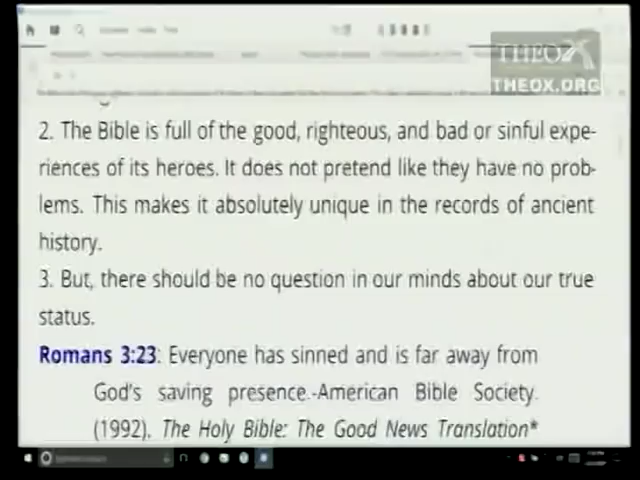 THEOX
THEOX.ORG
2. The Bible is full of the good, righteous, and bad or sinful expe-
riences of its heroes. It does not pretend like they have no prob-
lems. This makes it absolutely unique in the records of ancient
history.
3. But, there should be no question in our minds about our true
status.
Romans 3:23: Everyone has sinned and is far away from
God's saving presence.-American Bible Society.
(1992). The Holy Bible: The Good News Translation*